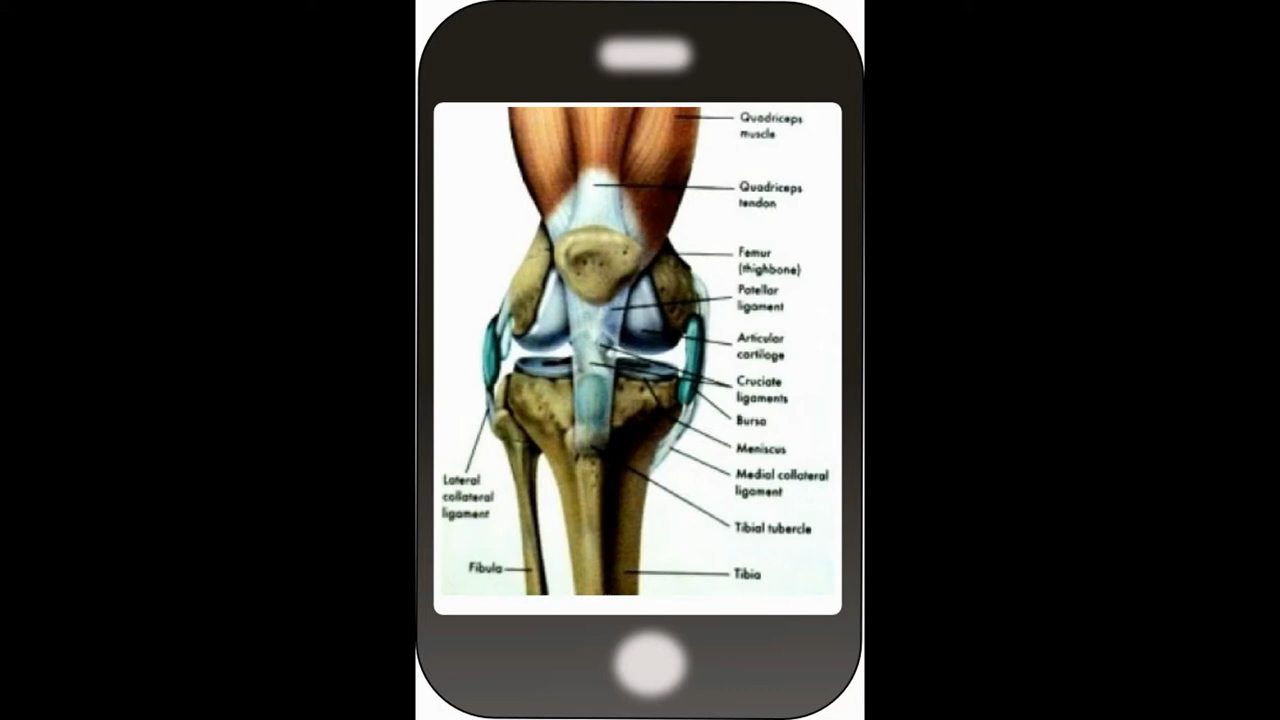 Quadriceps
muscle
Quadriceps
tendon
Femur
(thighbone)
Patellar
ligament
Articular
cartilage
Cruciate
ligaments
Bursa
Meniscus
Medial collateral
ligament
Tibial tubercle
Tibia
Lateral
collateral
ligament
Fibula